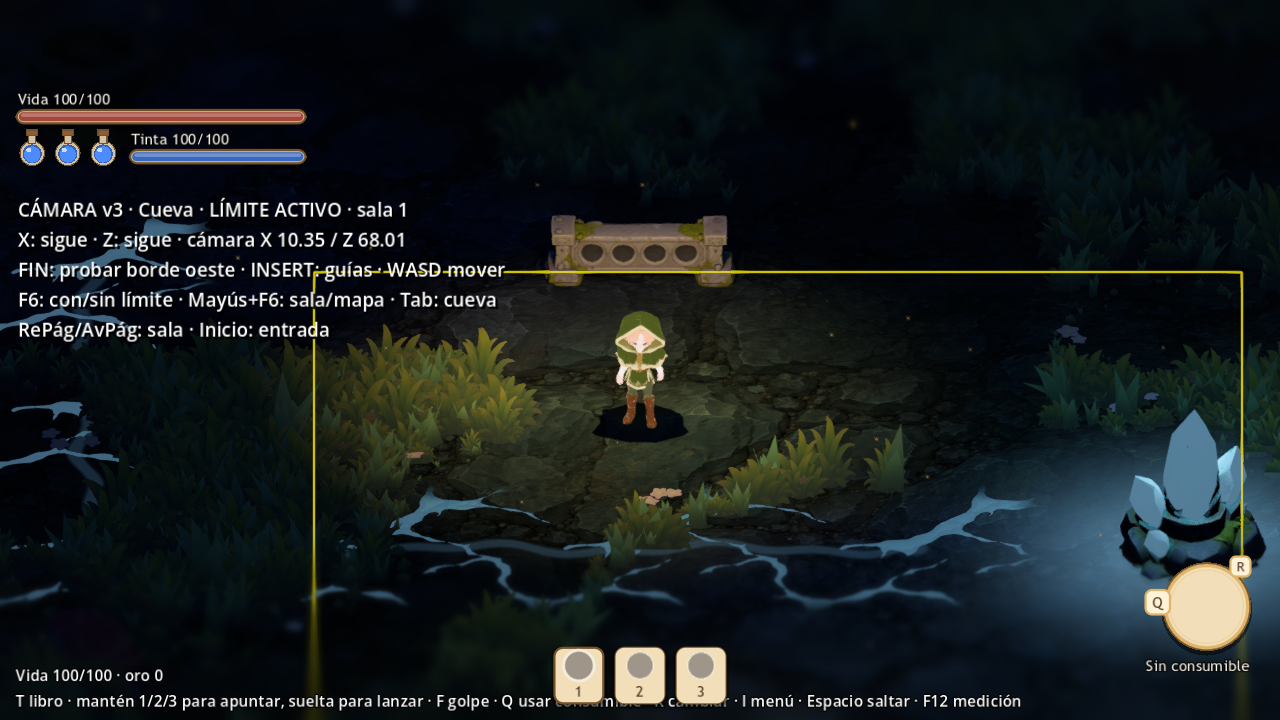 Vida 100/100
Tinta 100/100
CÁMARA v3 · Cueva · LÍMITE ACTIVO · sala 1
X: sigue · Z: sigue · cámara X 10.35 / Z 68.01
FIN: probar borde oeste · INSERT: guías · WASD mover
F6: con/sin límite · Mayús+F6: sala/mapa · Tab: cueva
RePág/AvPág: sala · Inicio: entrada
R
Q
Sin consumible
Vida 100/100 · oro 0
1
2
3
T libro · mantén 1/2/3 para apuntar, suelta para lanzar · F golpe · Q usar consumible · R cambiar · I menú · Espacio saltar · F12 medición